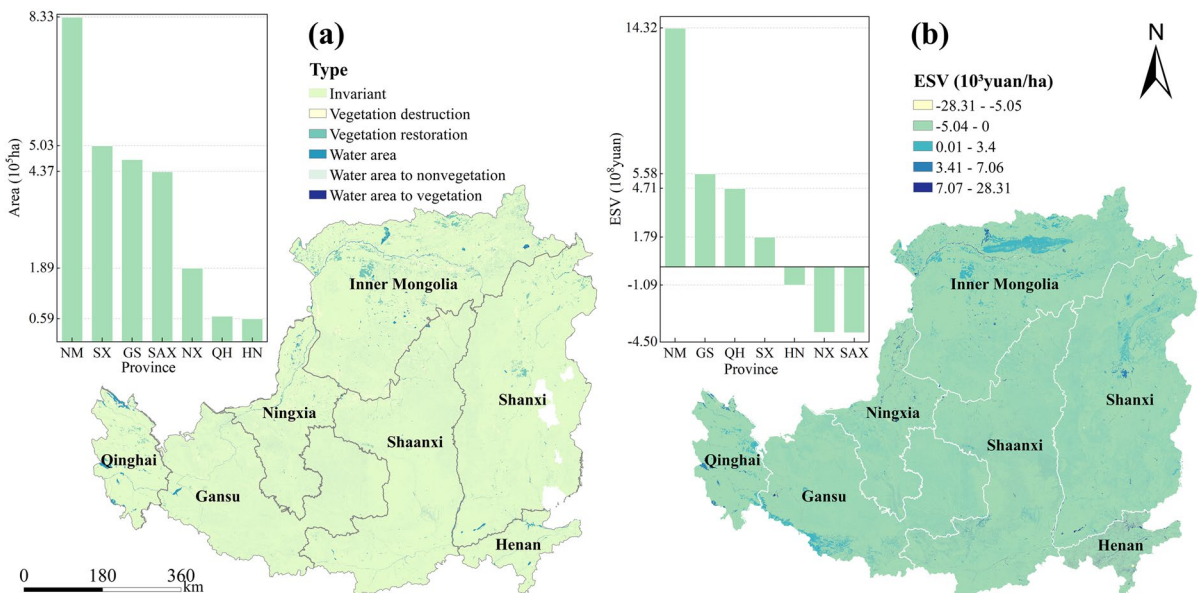 (a)
8.33
5.03
4.37
1.89
0.59
Area (10⁵ha)
NM SX GS SAX NX QH HN
Province
Type
Invariant
Vegetation destruction
Vegetation restoration
Water area
Water area to nonvegetation
Water area to vegetation
Inner Mongolia
Ningxia
Shanxi
Shaanxi
Qinghai
Gansu
Henan
0 180 360
km
(b)
14.32
5.58
4.71
1.79
-1.09
-4.50
ESV (10⁸yuan)
NM GS QH SX HN NX SAX
Province
N
ESV (10³yuan/ha)
-28.31 - -5.05
-5.04 - 0
0.01 - 3.4
3.41 - 7.06
7.07 - 28.31
Inner Mongolia
Ningxia
Shanxi
Shaanxi
Qinghai
Gansu
Henan